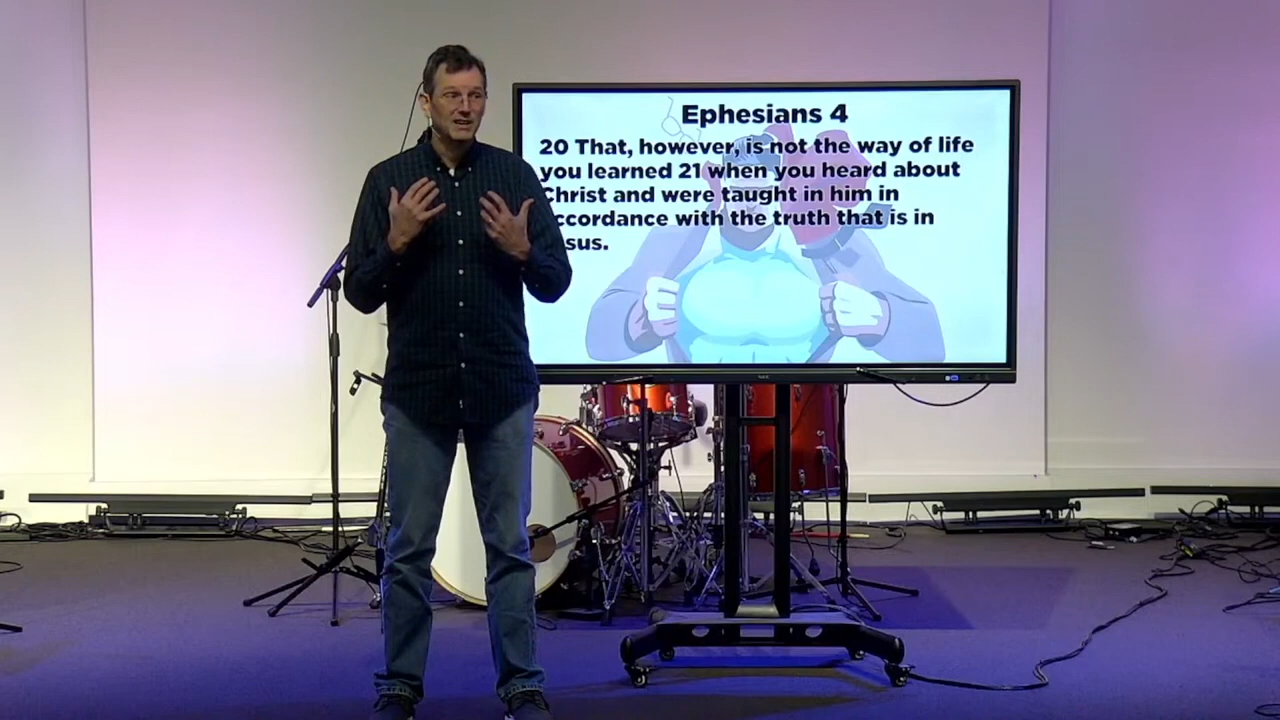 Ephesians 4
20 That, however, is not the way of life
you learned 21 when you heard about
Christ and were taught in him in
ccordance with the truth that is in
sus.